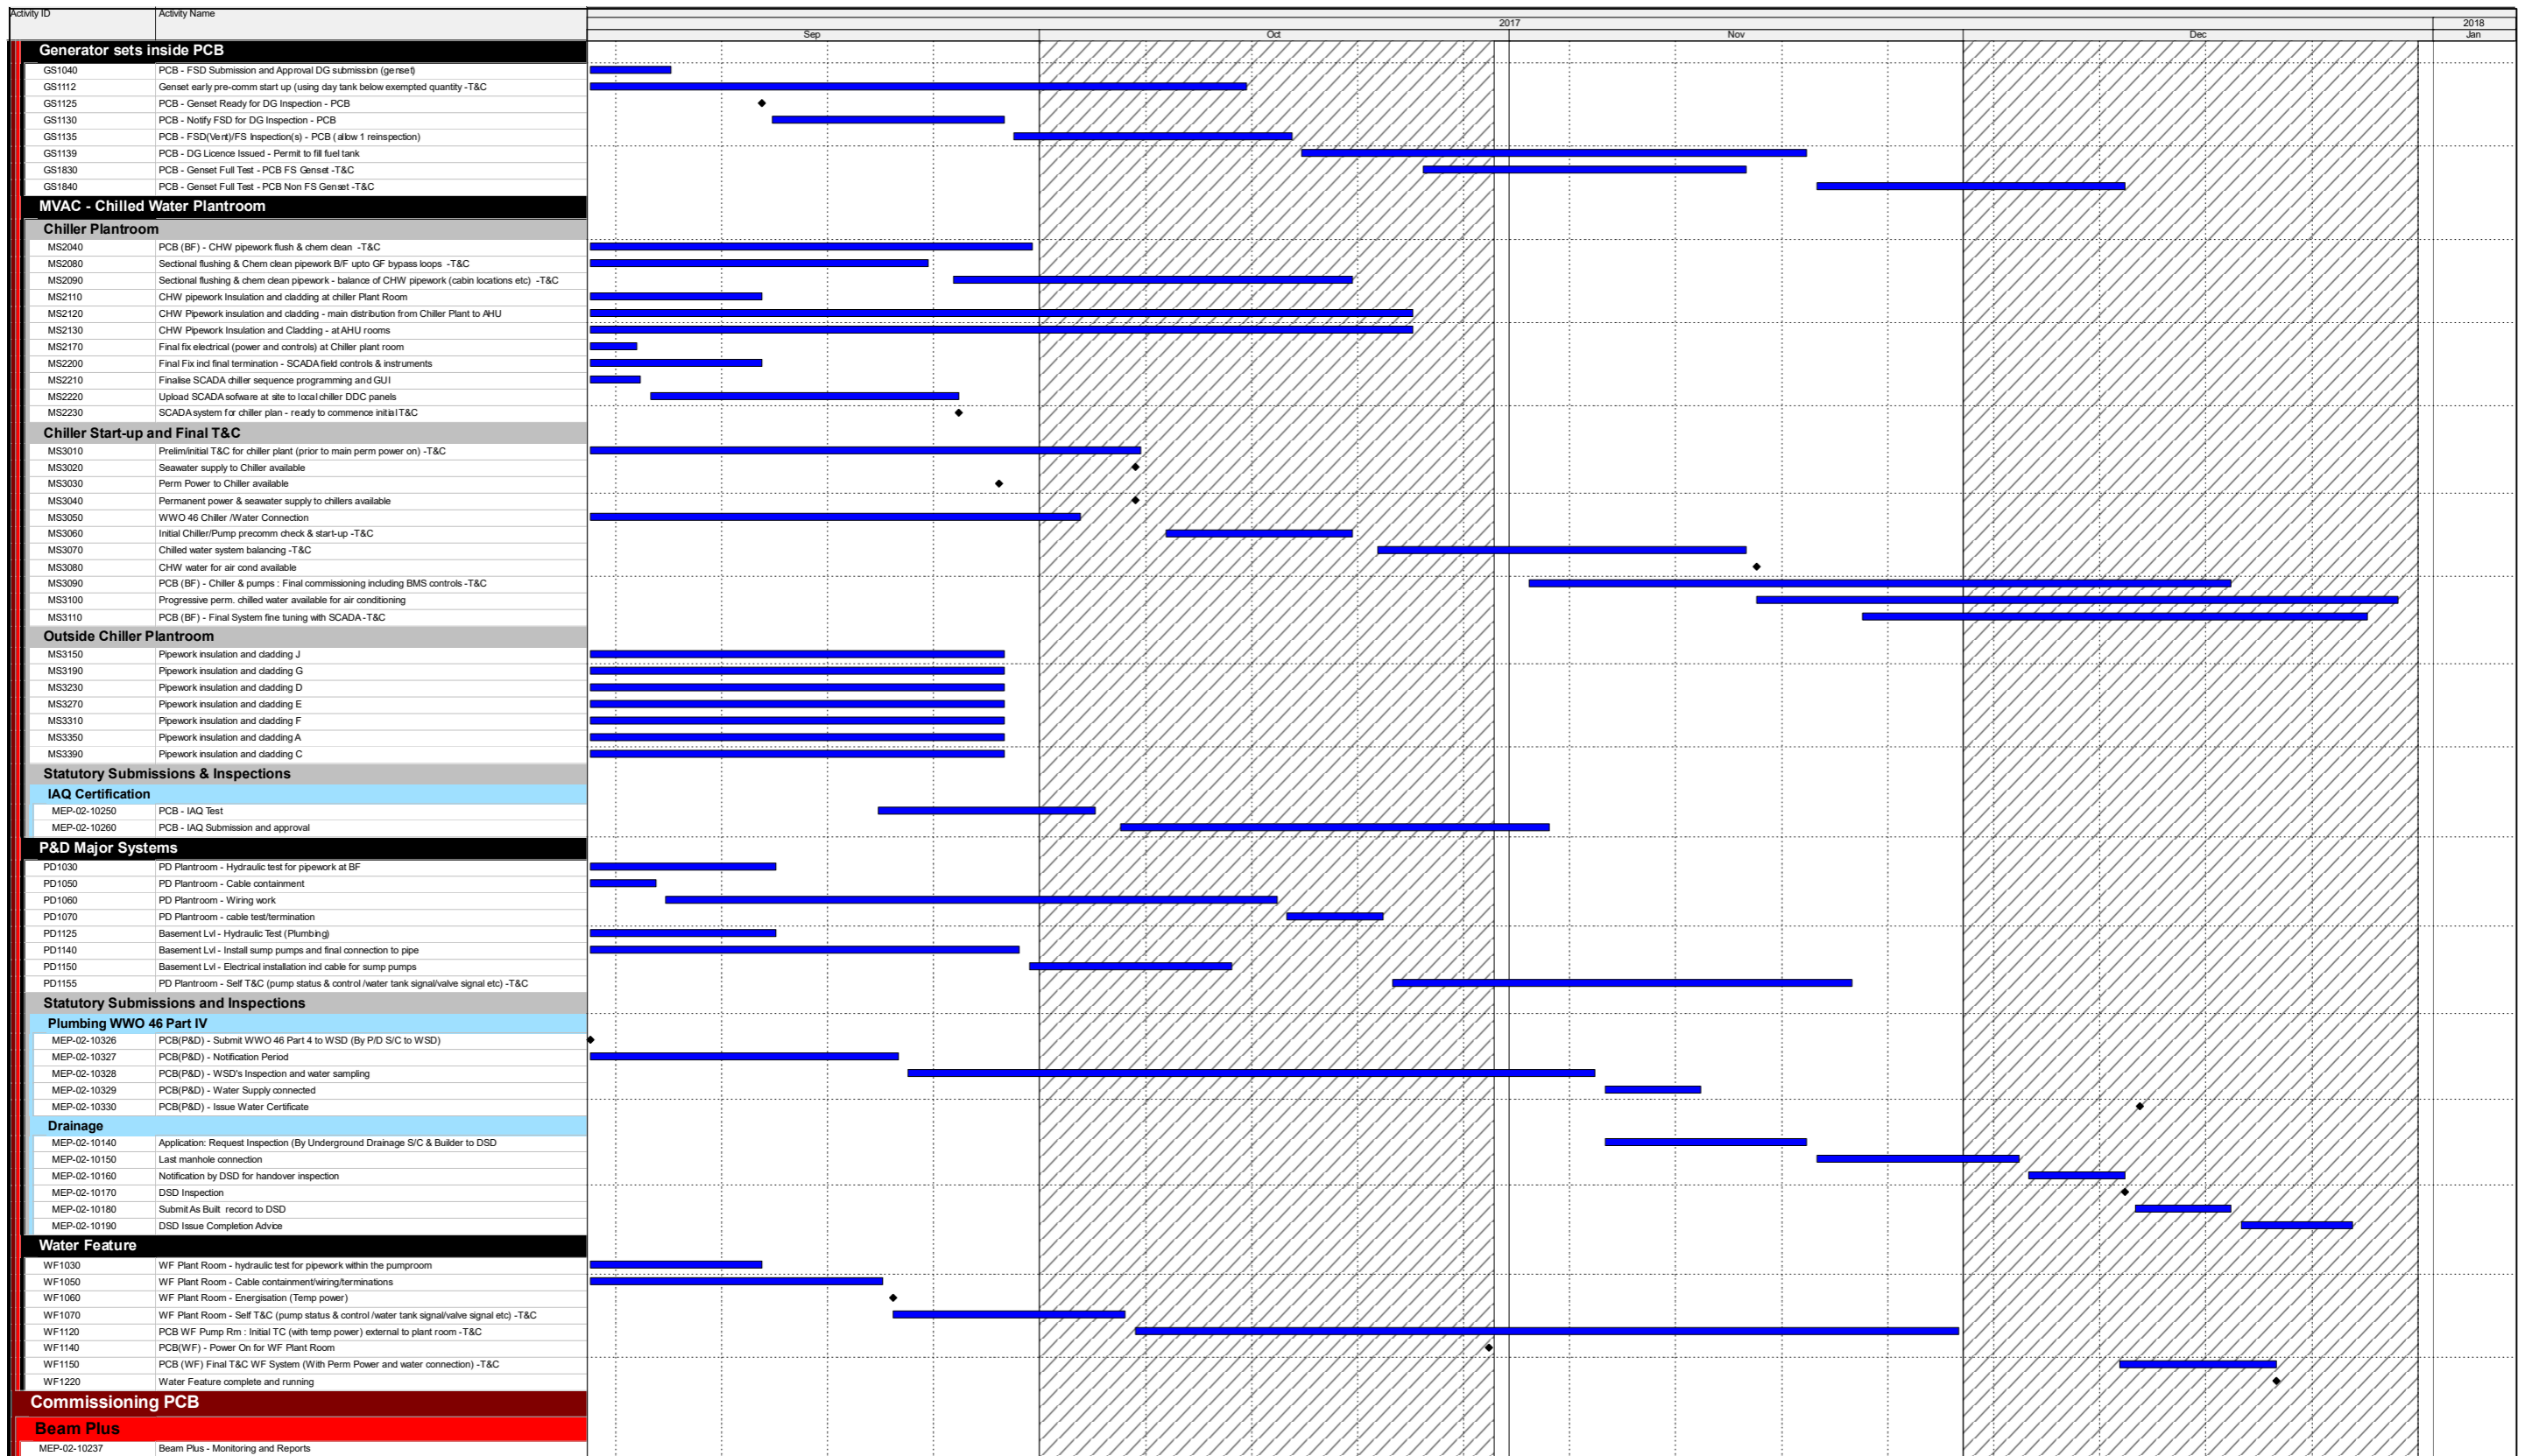 Activity ID Activity Name
2017 2018
Sep Oct Nov Dec Jan
Generator sets inside PCB
GS1040 PCB - FSD Submission and Approval DG submission (genset)
GS1112 Genset early pre-comm start up (using day tank below exempted quantity -T&C
GS1125 PCB - Genset Ready for DG Inspection - PCB
GS1130 PCB - Notify FSD for DG Inspection - PCB
GS1135 PCB - FSD(Vent)/FS Inspection(s) - PCB (allow 1 reinspection)
GS1139 PCB - DG Licence Issued - Permit to fill fuel tank
GS1830 PCB - Genset Full Test - PCB FS Genset -T&C
GS1840 PCB - Genset Full Test - PCB Non FS Genset -T&C
MVAC - Chilled Water Plantroom
Chiller Plantroom
MS2040 PCB (BF) - CHW pipework flush & chem clean -T&C
MS2080 Sectional flushing & Chem clean pipework B/F upto GF bypass loops -T&C
MS2090 Sectional flushing & chem clean pipework - balance of CHW pipework (cabin locations etc) -T&C
MS2110 CHW pipework Insulation and cladding at chiller Plant Room
MS2120 CHW Pipework insulation and cladding - main distribution from Chiller Plant to AHU
MS2130 CHW Pipework Insulation and Cladding - at AHU rooms
MS2170 Final fix electrical (power and controls) at Chiller plant room
MS2200 Final Fix incl final termination - SCADA field controls & instruments
MS2210 Finalise SCADA chiller sequence programming and GUI
MS2220 Upload SCADA sofware at site to local chiller DDC panels
MS2230 SCADA system for chiller plan - ready to commence initial T&C
Chiller Start-up and Final T&C
MS3010 Prelim/initial T&C for chiller plant (prior to main perm power on) -T&C
MS3020 Seawater supply to Chiller available
MS3030 Perm Power to Chiller available
MS3040 Permanent power & seawater supply to chillers available
MS3050 WWO 46 Chiller /Water Connection
MS3060 Initial Chiller/Pump precomm check & start-up -T&C
MS3070 Chilled water system balancing -T&C
MS3080 CHW water for air cond available
MS3090 PCB (BF) - Chiller & pumps : Final commissioning including BMS controls -T&C
MS3100 Progressive perm. chilled water available for air conditioning
MS3110 PCB (BF) - Final System fine tuning with SCADA -T&C
Outside Chiller Plantroom
MS3150 Pipework insulation and cladding J
MS3190 Pipework insulation and cladding G
MS3230 Pipework insulation and cladding D
MS3270 Pipework insulation and cladding E
MS3310 Pipework insulation and cladding F
MS3350 Pipework insulation and cladding A
MS3390 Pipework insulation and cladding C
Statutory Submissions & Inspections
IAQ Certification
MEP-02-10250 PCB - IAQ Test
MEP-02-10260 PCB - IAQ Submission and approval
P&D Major Systems
PD1030 PD Plantroom - Hydraulic test for pipework at BF
PD1050 PD Plantroom - Cable containment
PD1060 PD Plantroom - Wiring work
PD1070 PD Plantroom - cable test/termination
PD1125 Basement Lvl - Hydraulic Test (Plumbing)
PD1140 Basement Lvl - Install sump pumps and final connection to pipe
PD1150 Basement Lvl - Electrical installation incl cable for sump pumps
PD1155 PD Plantroom - Self T&C (pump status & control /water tank signal/valve signal etc) -T&C
Statutory Submissions and Inspections
Plumbing WWO 46 Part IV
MEP-02-10326 PCB(P&D) - Submit WWO 46 Part 4 to WSD (By P/D S/C to WSD)
MEP-02-10327 PCB(P&D) - Notification Period
MEP-02-10328 PCB(P&D) - WSD's Inspection and water sampling
MEP-02-10329 PCB(P&D) - Water Supply connected
MEP-02-10330 PCB(P&D) - Issue Water Certificate
Drainage
MEP-02-10140 Application: Request Inspection (By Underground Drainage S/C & Builder to DSD
MEP-02-10150 Last manhole connection
MEP-02-10160 Notification by DSD for handover inspection
MEP-02-10170 DSD Inspection
MEP-02-10180 Submit As Built record to DSD
MEP-02-10190 DSD Issue Completion Advice
Water Feature
WF1030 WF Plant Room - hydraulic test for pipework within the pumproom
WF1050 WF Plant Room - Cable containment/wiring/terminations
WF1060 WF Plant Room - Energisation (Temp power)
WF1070 WF Plant Room - Self T&C (pump status & control /water tank signal/valve signal etc) -T&C
WF1120 PCB WF Pump Rm : Initial TC (with temp power) external to plant room -T&C
WF1140 PCB(WF) - Power On for WF Plant Room
WF1150 PCB (WF) Final T&C WF System (With Perm Power and water connection) -T&C
WF1220 Water Feature complete and running
Commissioning PCB
Beam Plus
MEP-02-10237 Beam Plus - Monitoring and Reports